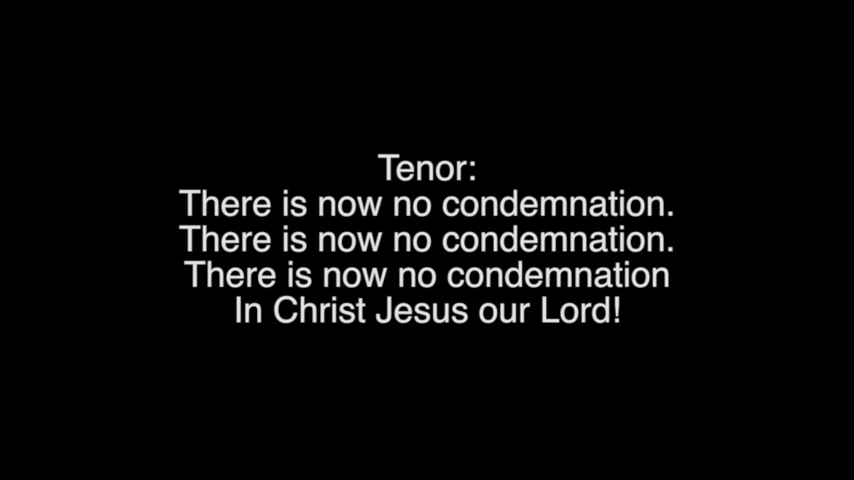 Tenor:
There is now no condemnation.
There is now no condemnation.
There is now no condemnation
In Christ Jesus our Lord!